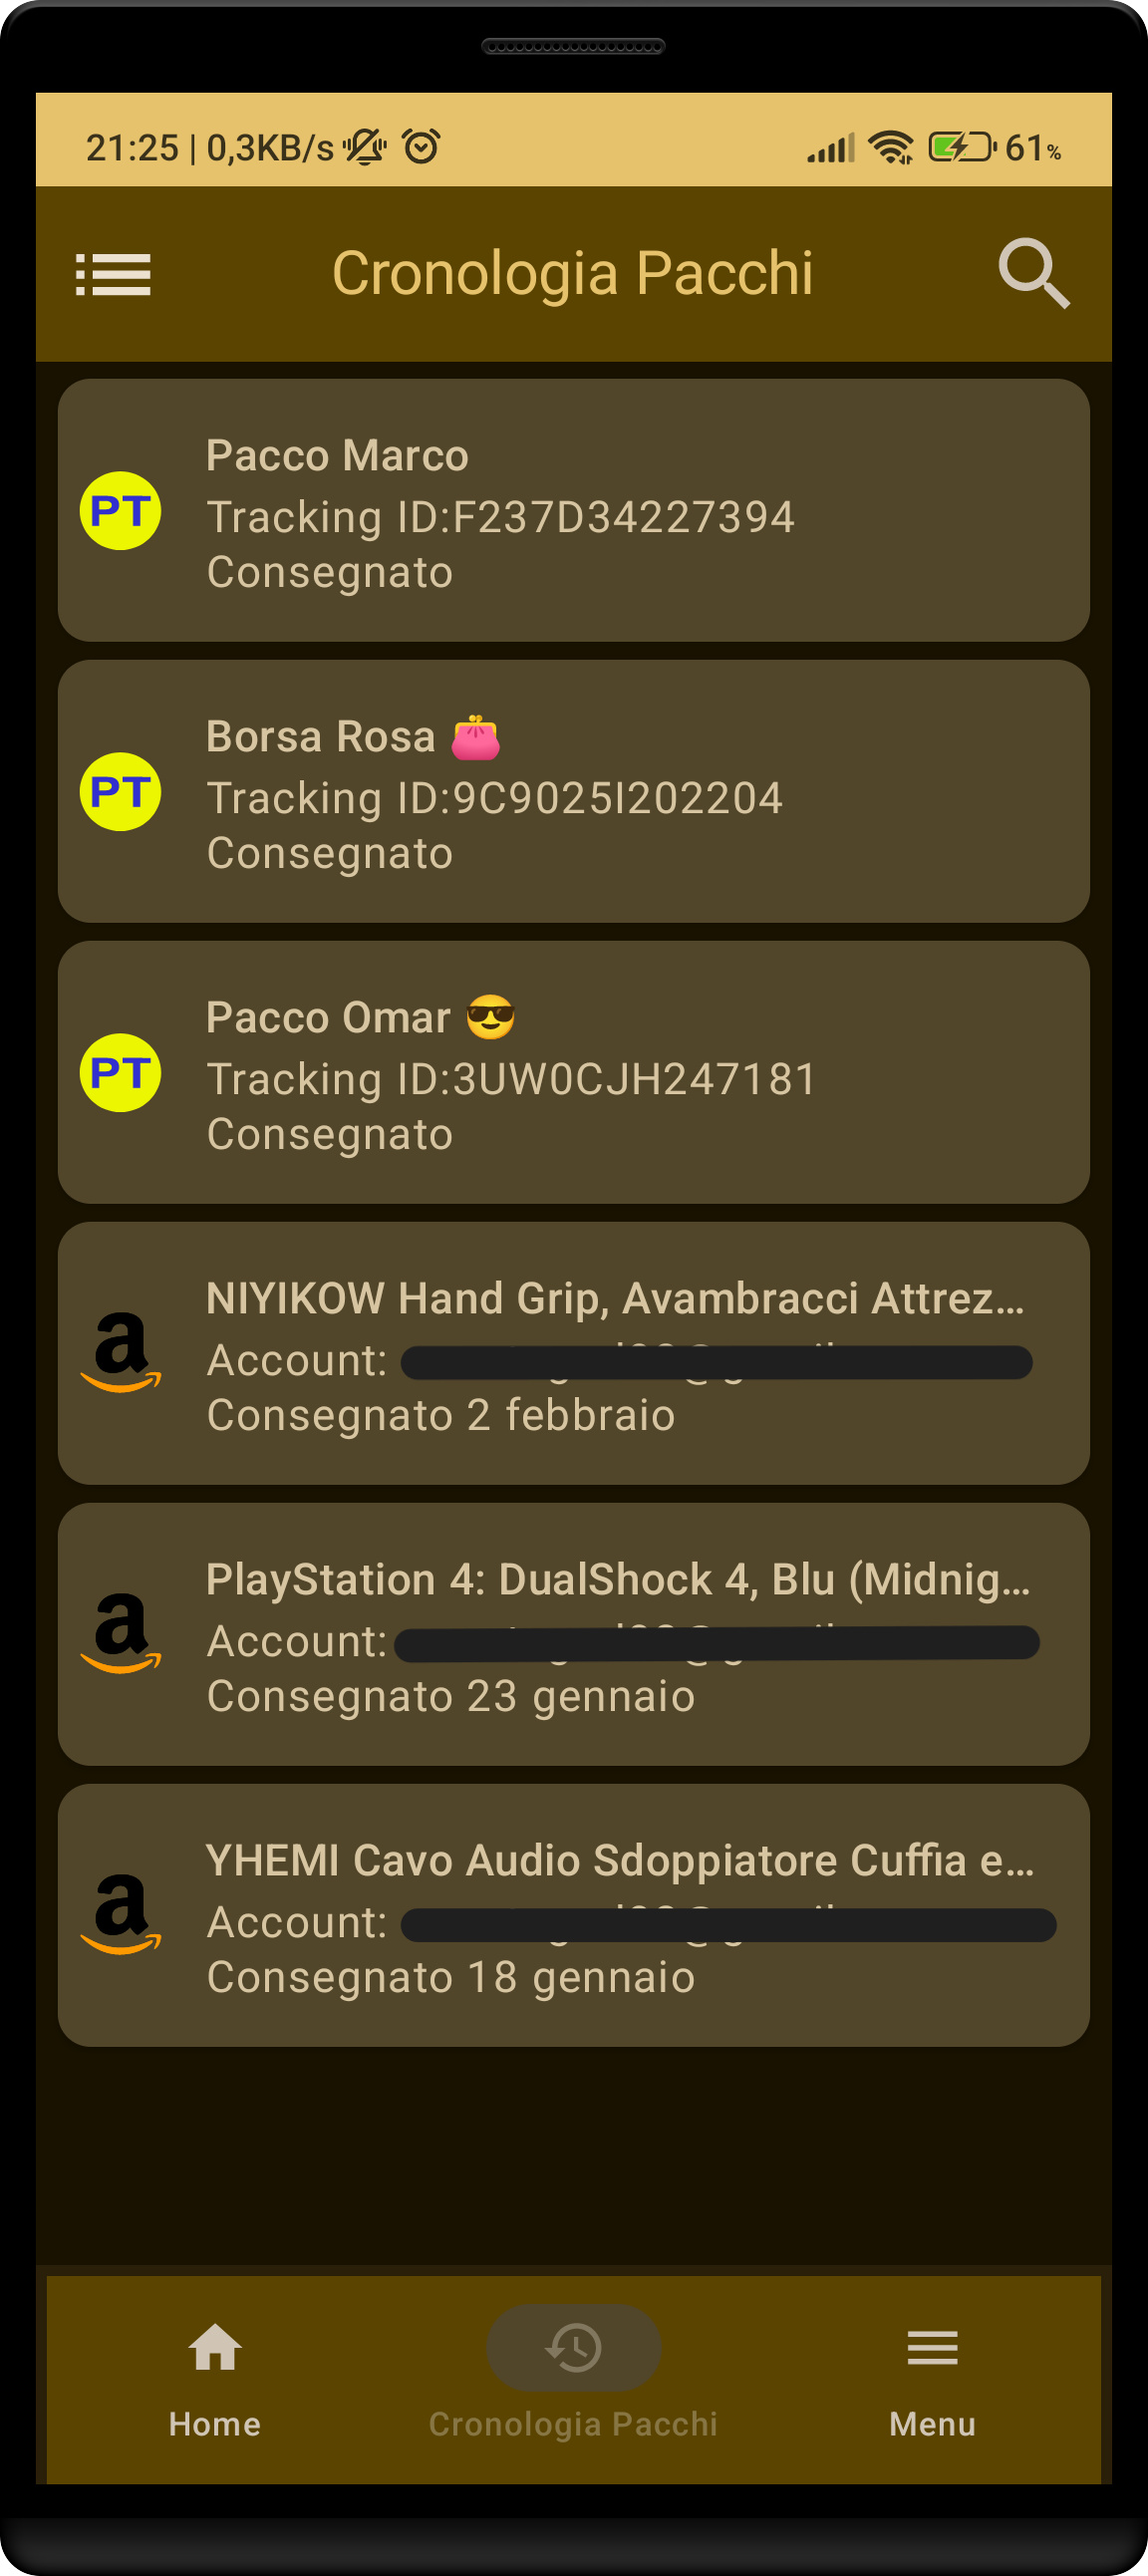 21:25 | 0,3KB/s 61%
Cronologia Pacchi
Pacco Marco
PT
Tracking ID:F237D34227394
Consegnato
Borsa Rosa 👛
PT
Tracking ID:9C9025I202204
Consegnato
Pacco Omar 😎
PT
Tracking ID:3UW0CJH247181
Consegnato
NIYIKOW Hand Grip, Avambracci Attrez...
a
Account:
Consegnato 2 febbraio
PlayStation 4: DualShock 4, Blu (Midnig...
a
Account:
Consegnato 23 gennaio
YHEMI Cavo Audio Sdoppiatore Cuffia e...
a
Account:
Consegnato 18 gennaio
Home Cronologia Pacchi Menu